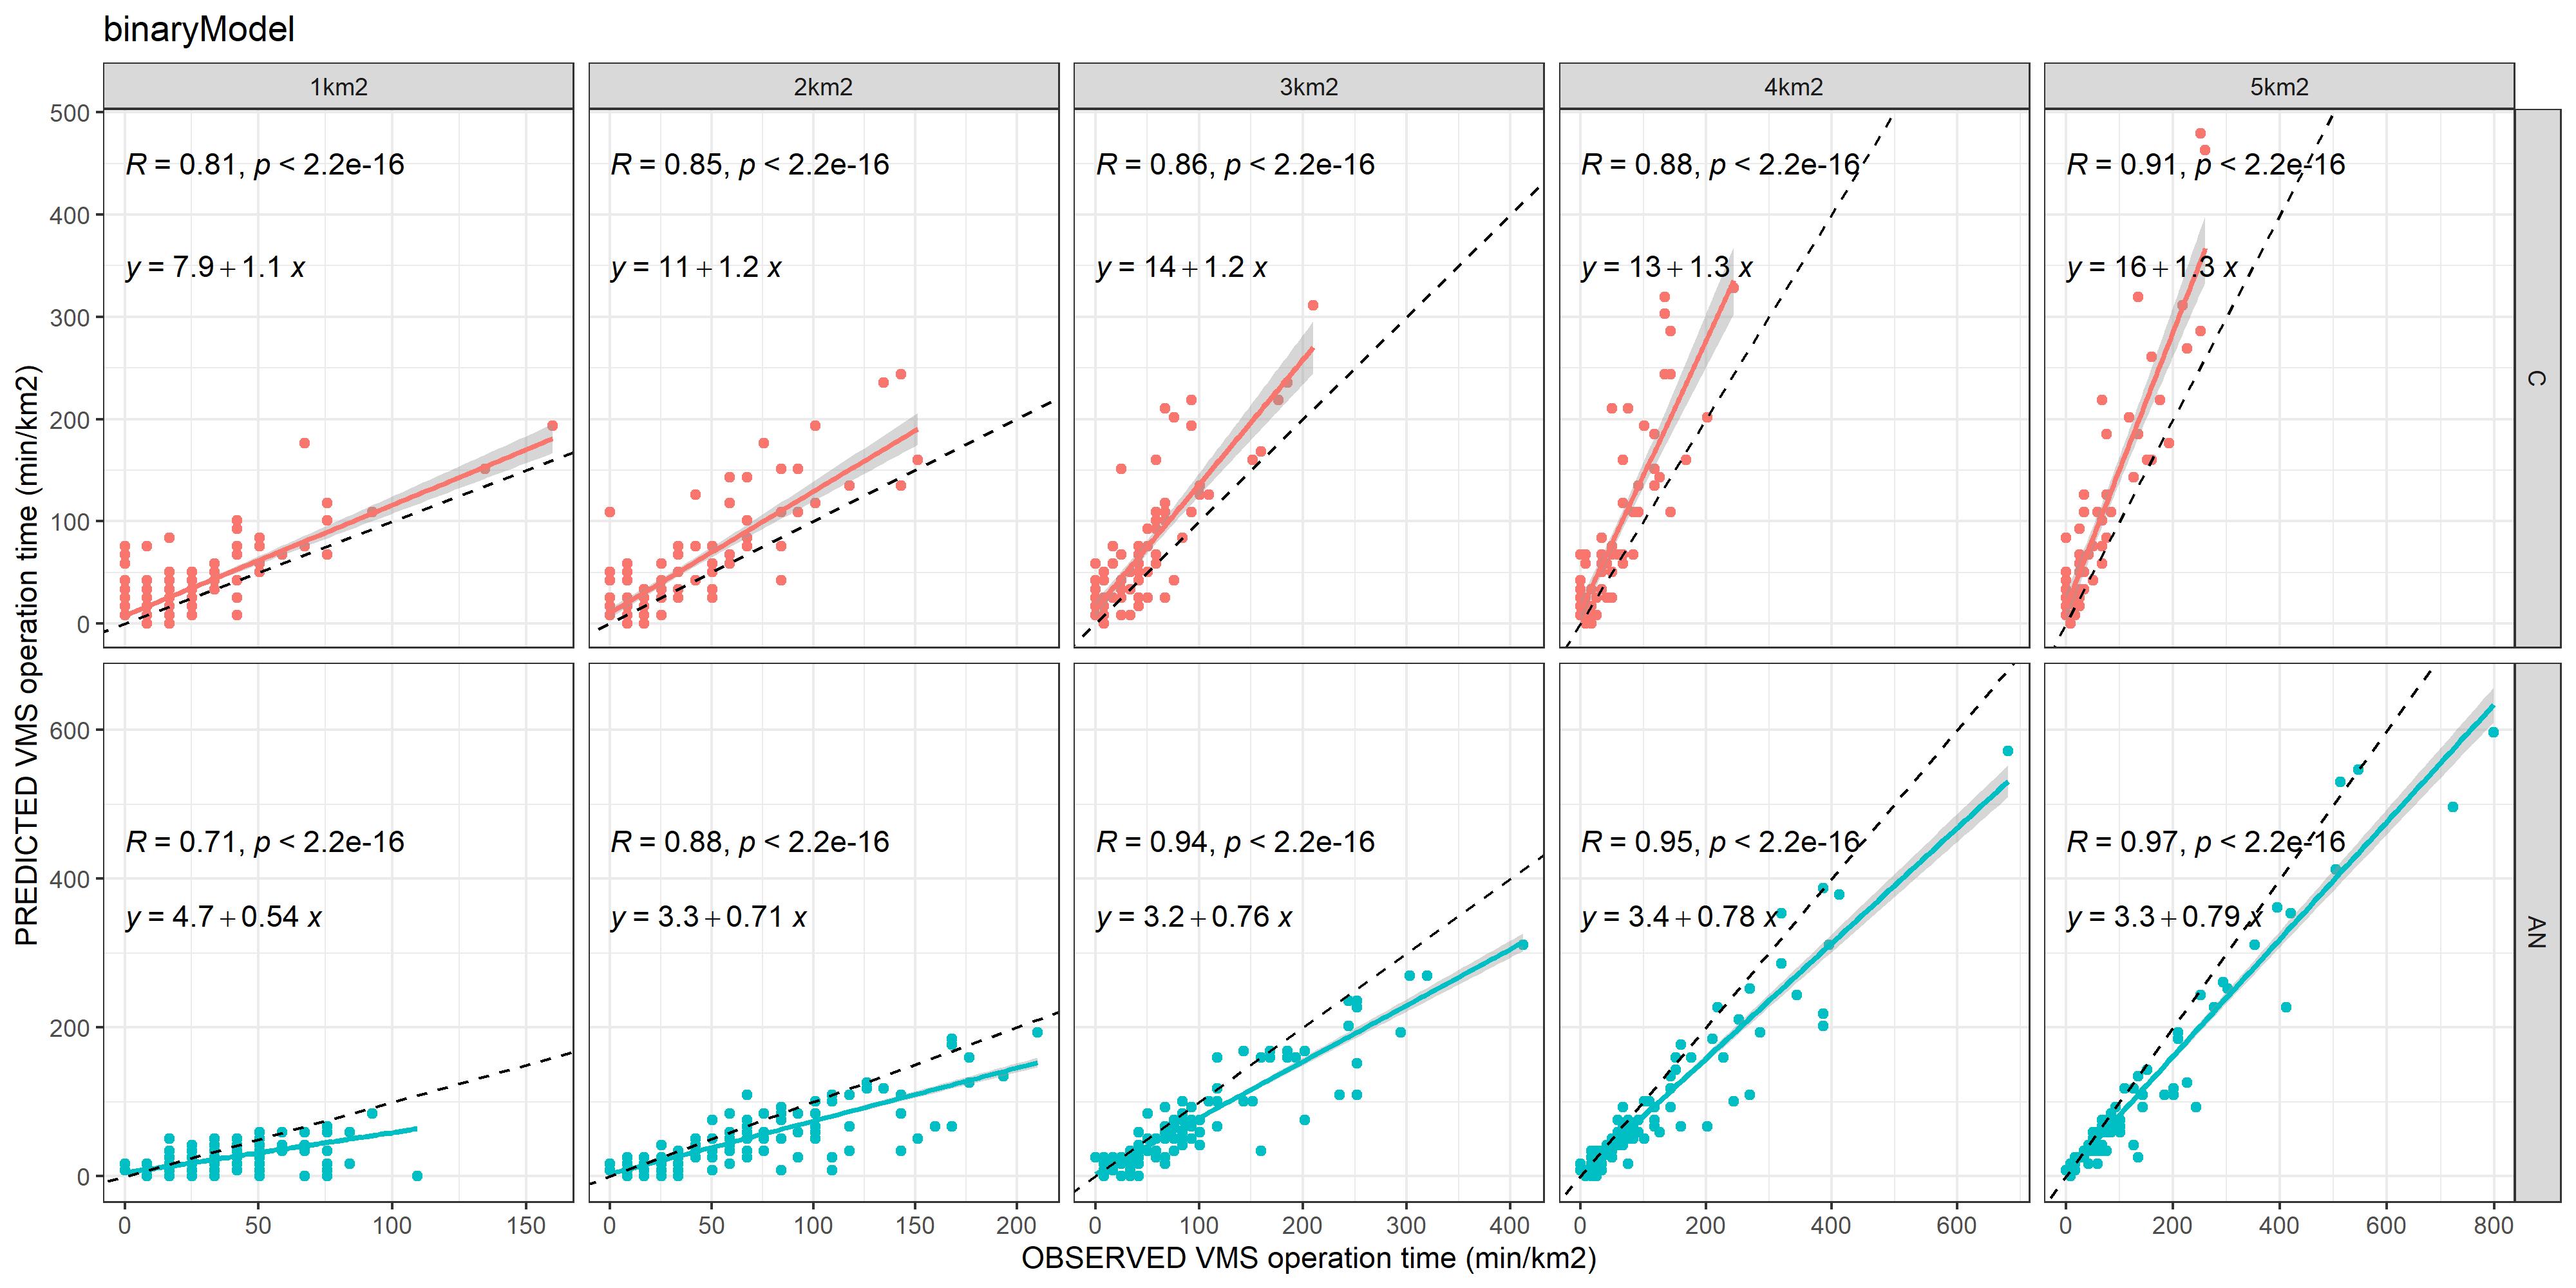 binaryModel
1km2 2km2 3km2 4km2 5km2
500
R = 0.81, p < 2.2e-16 R = 0.85, p < 2.2e-16 R = 0.86, p < 2.2e-16 R = 0.88, p < 2.2e-16 R = 0.91, p < 2.2e-16
400
y = 7.9 + 1.1 x y = 11 + 1.2 x y = 14 + 1.2 x y = 13 + 1.3 x y = 16 + 1.3 x
300
200
100
0
C
PREDICTED VMS operation time (min/km2)
600
R = 0.71, p < 2.2e-16 R = 0.88, p < 2.2e-16 R = 0.94, p < 2.2e-16 R = 0.95, p < 2.2e-16 R = 0.97, p < 2.2e-16
400
y = 4.7 + 0.54 x y = 3.3 + 0.71 x y = 3.2 + 0.76 x y = 3.4 + 0.78 x y = 3.3 + 0.79 x
200
0
AN
0 50 100 150 0 50 100 150 200 0 100 200 300 400 0 200 400 600 0 200 400 600 800
OBSERVED VMS operation time (min/km2)